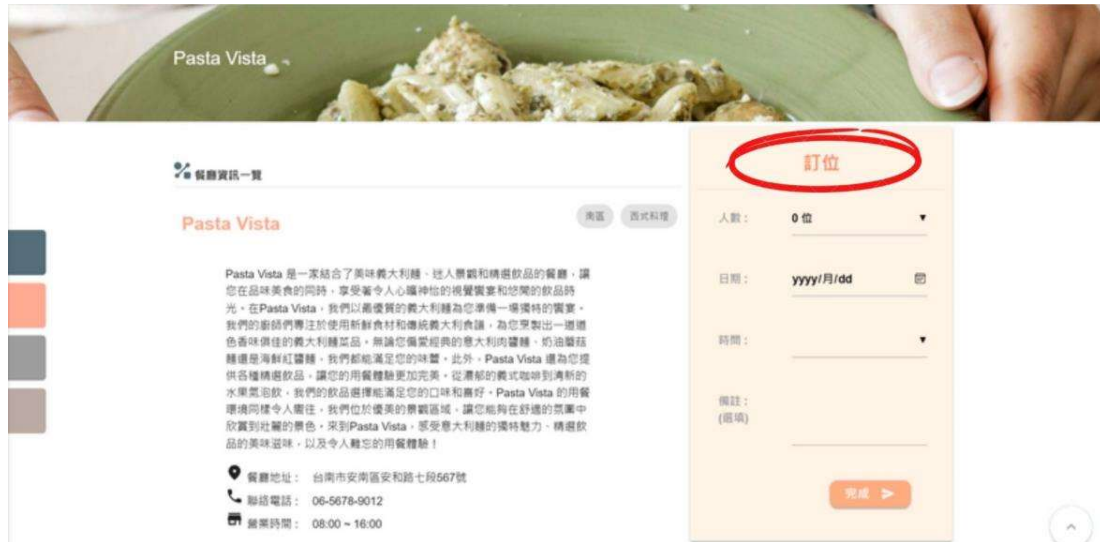 Pasta Vista
餐廳資訊一覽
Pasta Vista
南區
西式料理
Pasta Vista 是一家結合了美味義大利麵、迷人景觀和精選飲品的餐廳，讓
您在品味美食的同時，享受著令人心曠神怡的視覺饗宴和悠閒的飲品時
光。在Pasta Vista，我們以最優質的義大利麵為您準備一場獨特的饗宴。
我們的廚師們專注於使用新鮮食材和傳統義大利食譜，為您烹製出一道道
色香味俱佳的義大利麵菜品。無論您偏愛經典的意大利肉醬麵、奶油蘑菇
麵還是海鮮紅醬麵，我們都能滿足您的味蕾。此外，Pasta Vista 還為您提
供各種精選飲品，讓您的用餐體驗更加完美。從濃郁的義式咖啡到清新的
水果氣泡飲，我們的飲品選擇能滿足您的口味和喜好。Pasta Vista 的用餐
環境同樣令人嚮往，我們位於優美的景觀區域，讓您能夠在舒適的氛圍中
欣賞到壯麗的景色。來到Pasta Vista，感受意大利麵的獨特魅力、精選飲
品的美味滋味，以及令人難忘的用餐體驗！
餐廳地址： 台南市安南區安和路七段567號
聯絡電話： 06-5678-9012
營業時間： 08:00 ~ 16:00
訂位
人數： 0 位
日期： yyyy/月/dd
時間：
備註：
(選填)
完成